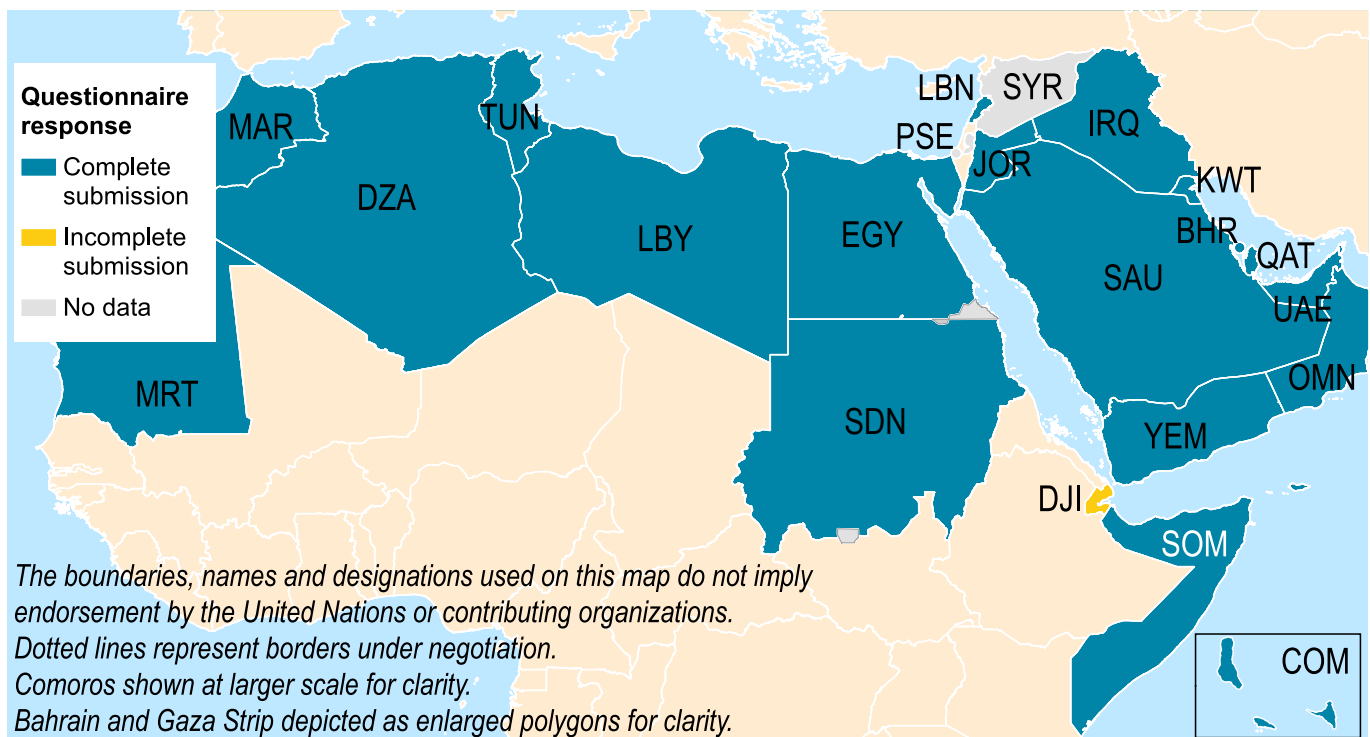 Questionnaire
response
Complete
submission
Incomplete
submission
No data
MAR
DZA
TUN
LBY
EGY
LBN
SYR
PSE
JOR
IRQ
KWT
BHR
QAT
SAU
UAE
OMN
MRT
SDN
YEM
DJI
SOM
COM
The boundaries, names and designations used on this map do not imply
endorsement by the United Nations or contributing organizations.
Dotted lines represent borders under negotiation.
Comoros shown at larger scale for clarity.
Bahrain and Gaza Strip depicted as enlarged polygons for clarity.